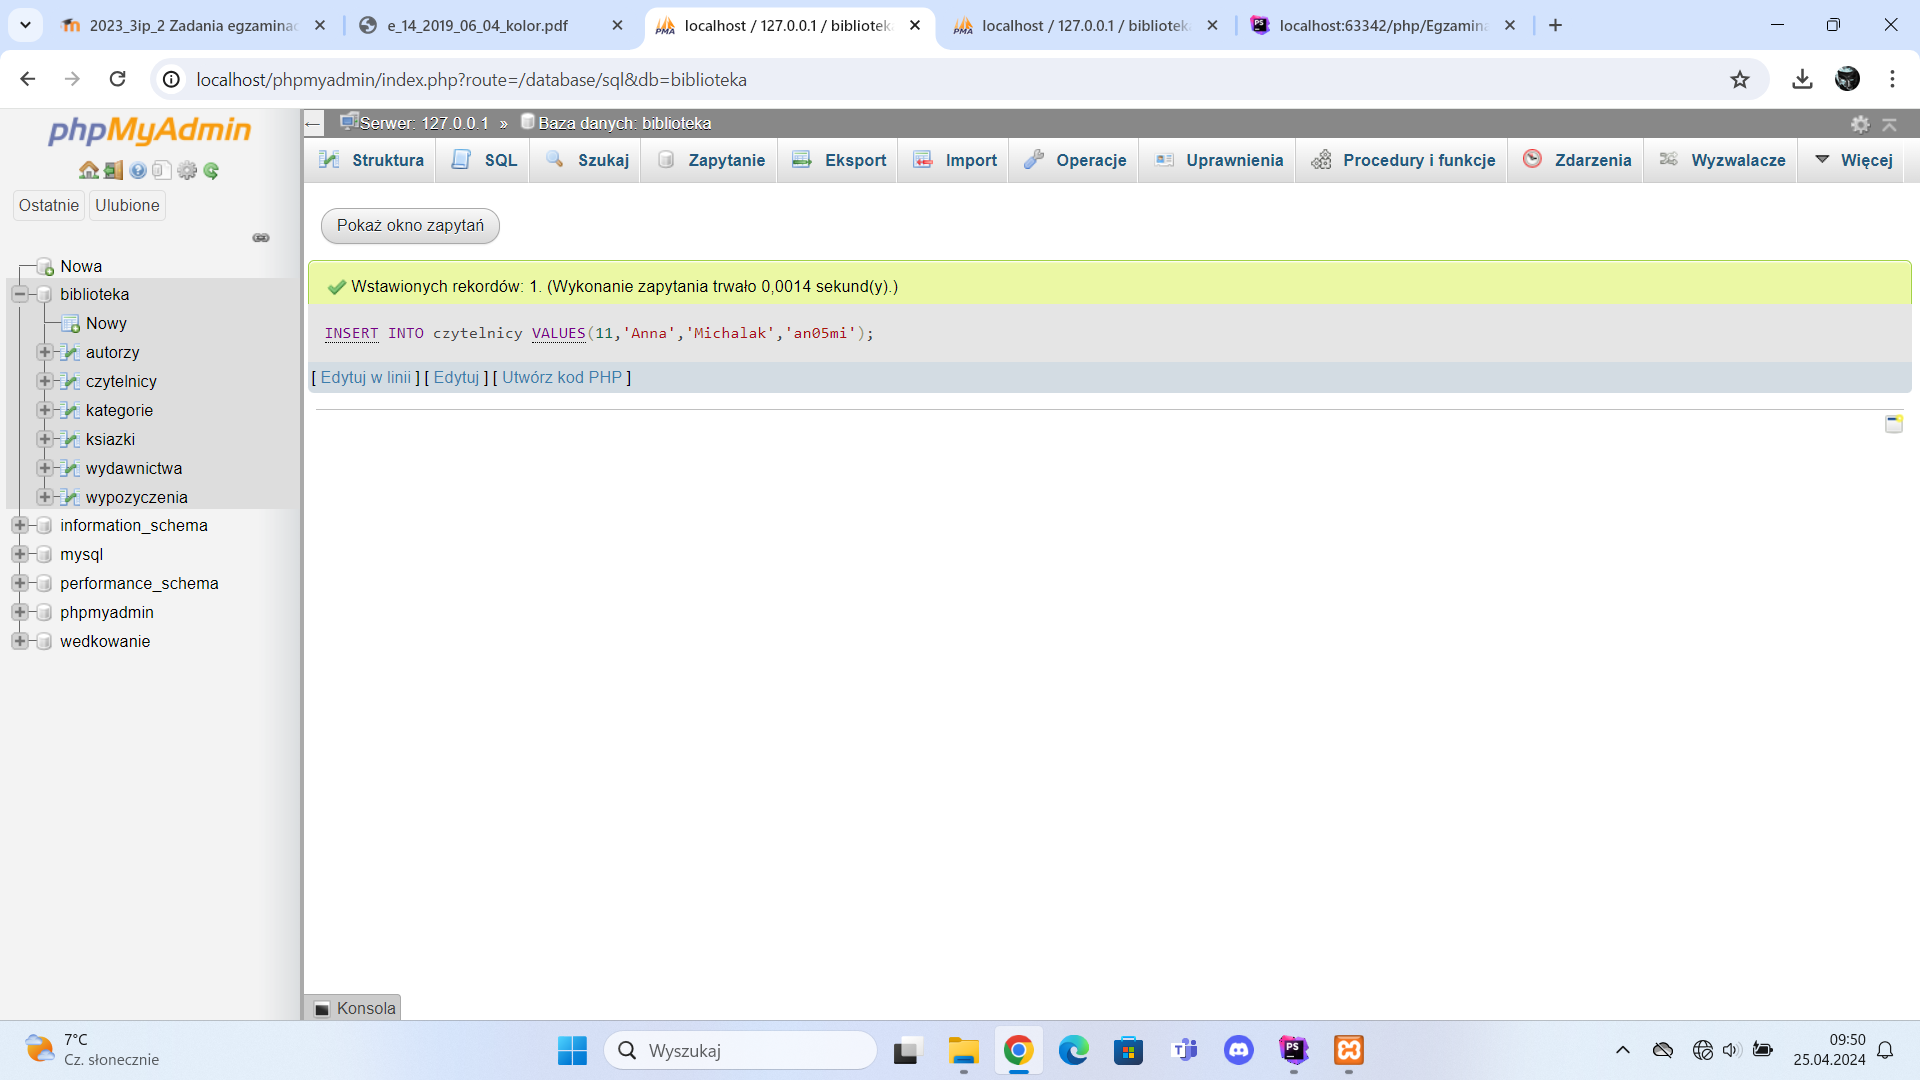 2023_3ip_2 Zadania egzaminac
e_14_2019_06_04_kolor.pdf
localhost / 127.0.0.1 / bibliotek
localhost / 127.0.0.1 / bibliotek
localhost:63342/php/Egzamina
localhost/phpmyadmin/index.php?route=/database/sql&db=biblioteka
phpMyAdmin
Ostatnie
Ulubione
Nowa
biblioteka
Nowy
autorzy
czytelnicy
kategorie
ksiazki
wydawnictwa
wypozyczenia
information_schema
mysql
performance_schema
phpmyadmin
wedkowanie
Serwer: 127.0.0.1 » Baza danych: biblioteka
Struktura SQL Szukaj Zapytanie Eksport Import Operacje Uprawnienia Procedury i funkcje Zdarzenia Wyzwalacze Więcej
Pokaż okno zapytań
Wstawionych rekordów: 1. (Wykonanie zapytania trwało 0,0014 sekund(y).)
INSERT INTO czytelnicy VALUES(11,'Anna','Michalak','an05mi');
[ Edytuj w linii ] [ Edytuj ] [ Utwórz kod PHP ]
Konsola
7°C
Cz. słonecznie
Wyszukaj
09:50
25.04.2024